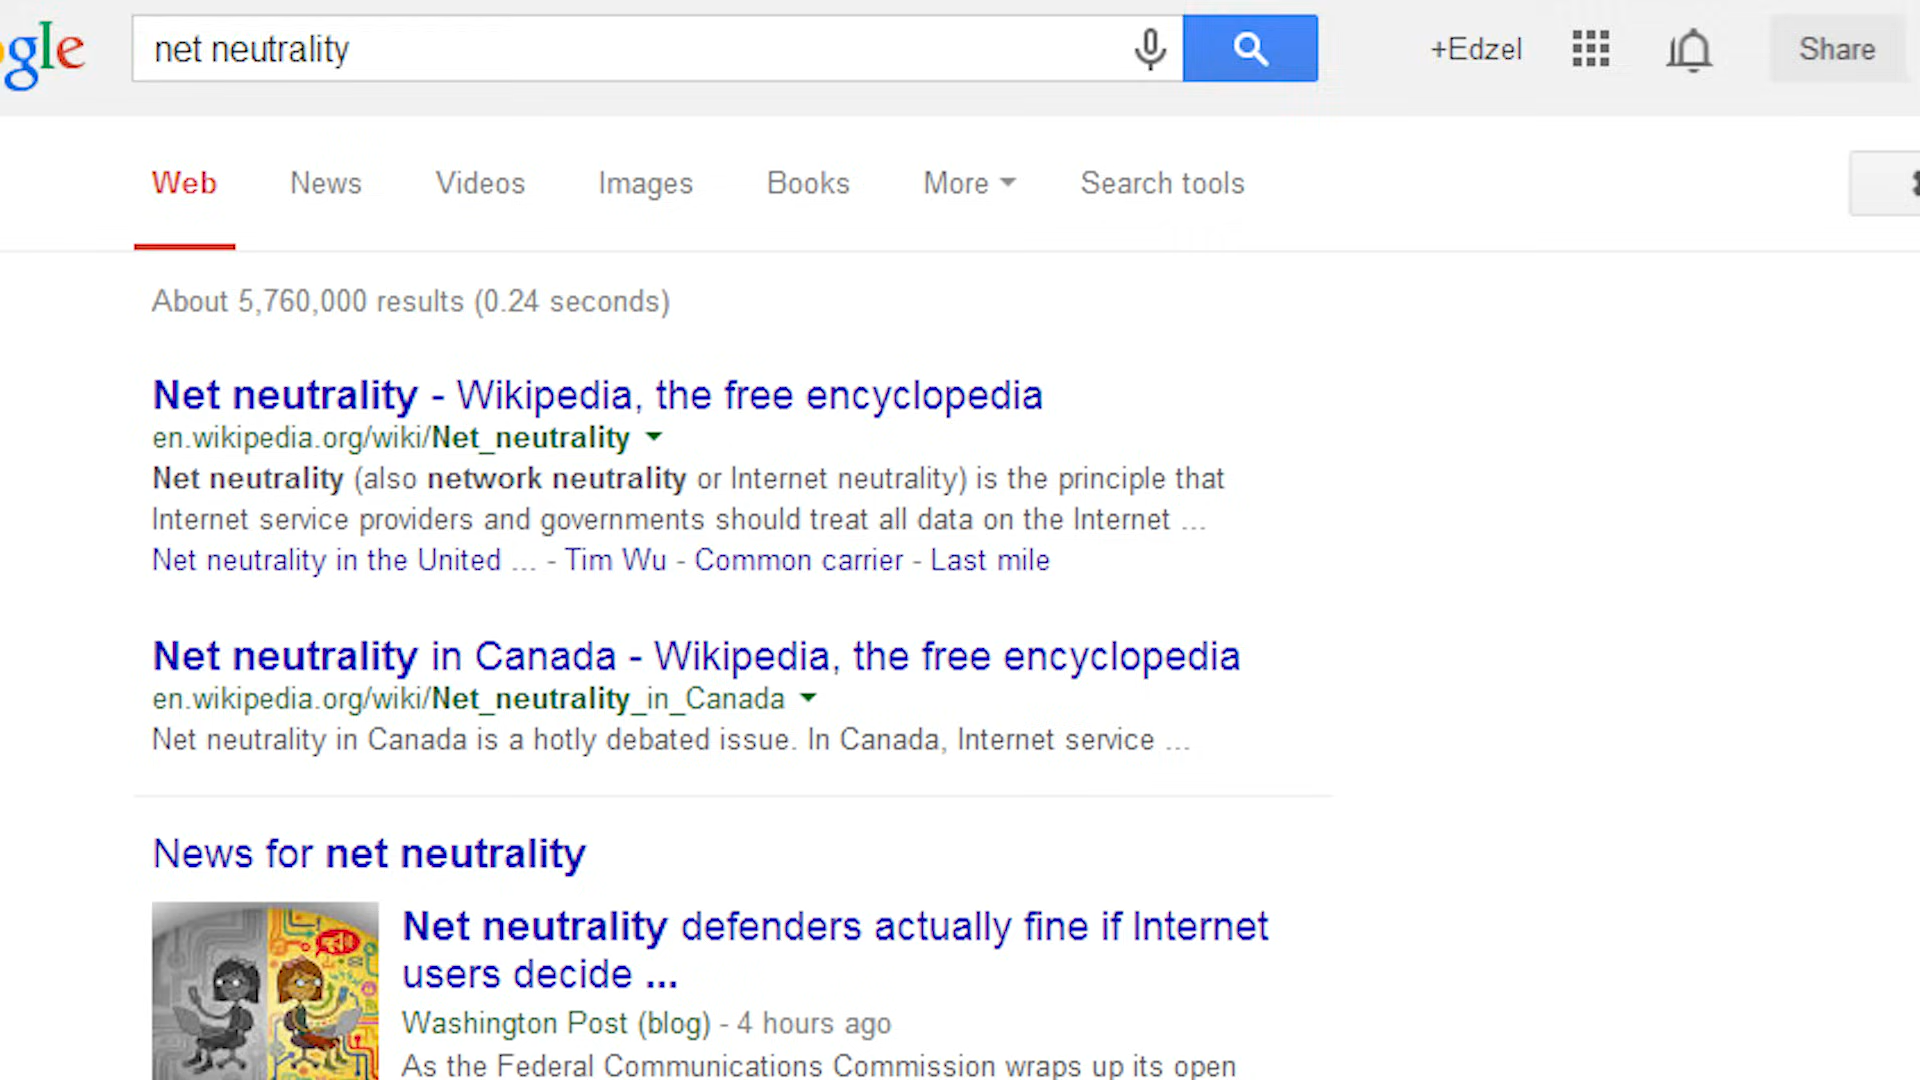 gle
net neutrality
+Edzel
Share
Web News Videos Images Books More Search tools
About 5,760,000 results (0.24 seconds)
Net neutrality - Wikipedia, the free encyclopedia
en.wikipedia.org/wiki/Net_neutrality
Net neutrality (also network neutrality or Internet neutrality) is the principle that
Internet service providers and governments should treat all data on the Internet ...
Net neutrality in the United ... - Tim Wu - Common carrier - Last mile
Net neutrality in Canada - Wikipedia, the free encyclopedia
en.wikipedia.org/wiki/Net_neutrality_in_Canada
Net neutrality in Canada is a hotly debated issue. In Canada, Internet service ...
News for net neutrality
Net neutrality defenders actually fine if Internet
users decide ...
Washington Post (blog) - 4 hours ago
As the Federal Communications Commission wraps up its open